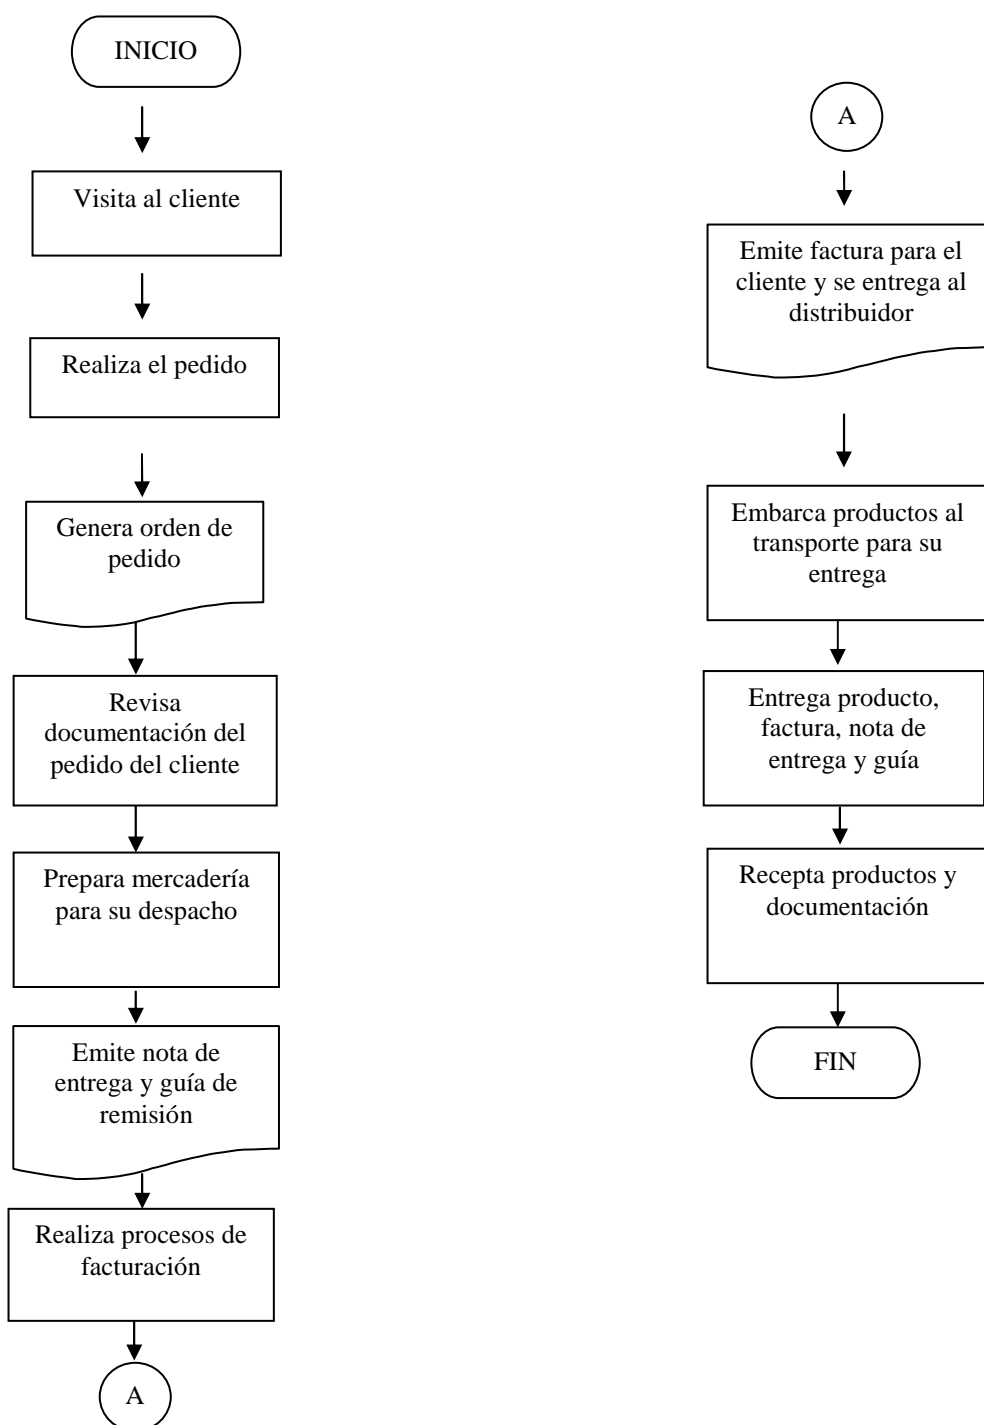 INICIO
Visita al cliente
Realiza el pedido
Genera orden de
pedido
Revisa
documentación del
pedido del cliente
Prepara mercadería
para su despacho
Emite nota de
entrega y guía de
remisión
Realiza procesos de
facturación
A
A
Emite factura para el
cliente y se entrega al
distribuidor
Embarca productos al
transporte para su
entrega
Entrega producto,
factura, nota de
entrega y guía
Recepta productos y
documentación
FIN